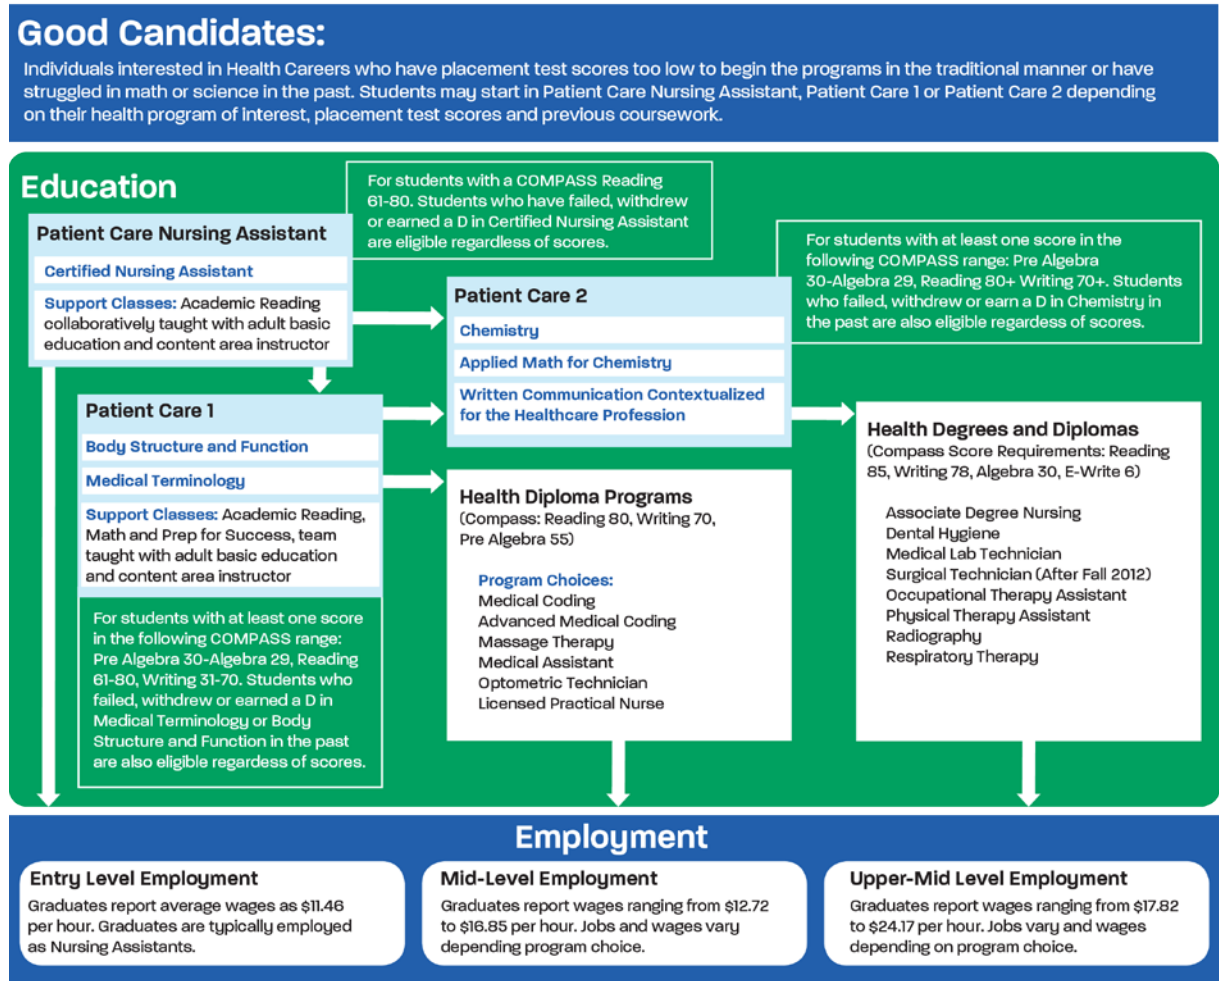 Good Candidates:
Individuals interested in Health Careers who have placement test scores too low to begin the programs in the traditional manner or have
struggled in math or science in the past. Students may start in Patient Care Nursing Assistant, Patient Care 1 or Patient Care 2 depending
on their health program of interest, placement test scores and previous coursework.
Education
For students with a COMPASS Reading
61-80. Students who have failed, withdrew
or earned a D in Certified Nursing Assistant
are eligible regardless of scores.
Patient Care Nursing Assistant
Certified Nursing Assistant
Support Classes: Academic Reading
collaboratively taught with adult basic
education and content area instructor
For students with at least one score in the
following COMPASS range: Pre Algebra
30-Algebra 29, Reading 80+ Writing 70+. Students
who failed, withdrew or earn a D in Chemistry in
the past are also eligible regardless of scores.
Patient Care 2
Chemistry
Applied Math for Chemistry
Written Communication Contextualized
for the Healthcare Profession
Patient Care 1
Body Structure and Function
Medical Terminology
Support Classes: Academic Reading,
Math and Prep for Success, team
taught with adult basic education
and content area instructor
For students with at least one score
in the following COMPASS range:
Pre Algebra 30-Algebra 29, Reading
61-80, Writing 31-70. Students who
failed, withdrew or earned a D in
Medical Terminology or Body
Structure and Function in the past
are also eligible regardless of scores.
Health Diploma Programs
(Compass: Reading 80, Writing 70,
Pre Algebra 55)
Program Choices:
Medical Coding
Advanced Medical Coding
Massage Therapy
Medical Assistant
Optometric Technician
Licensed Practical Nurse
Health Degrees and Diplomas
(Compass Score Requirements: Reading
85, Writing 78, Algebra 30, E-Write 6)
Associate Degree Nursing
Dental Hygiene
Medical Lab Technician
Surgical Technician (After Fall 2012)
Occupational Therapy Assistant
Physical Therapy Assistant
Radiography
Respiratory Therapy
Employment
Entry Level Employment
Graduates report average wages as $11.46
per hour. Graduates are typically employed
as Nursing Assistants.
Mid-Level Employment
Graduates report wages ranging from $12.72
to $16.85 per hour. Jobs and wages vary
depending program choice.
Upper-Mid Level Employment
Graduates report wages ranging from $17.82
to $24.17 per hour. Jobs vary and wages
depending on program choice.